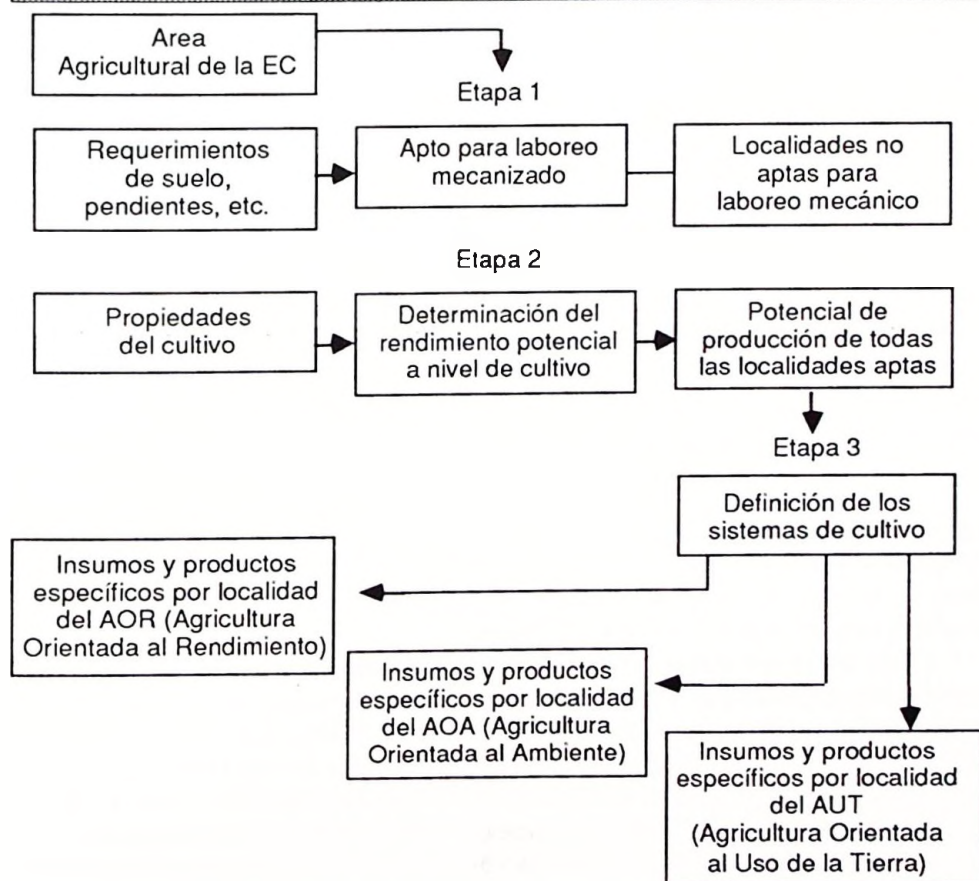 Area
Agricultural de la EC
Etapa 1
Requerimientos
de suelo,
pendientes, etc.
Apto para laboreo
mecanizado
Localidades no
aptas para
laboreo mecánico
Etapa 2
Propiedades
del cultivo
Determinación del
rendimiento potencial
a nivel de cultivo
Potencial de
producción de todas
las localidades aptas
Etapa 3
Definición de los
sistemas de cultivo
Insumos y productos
específicos por localidad
del AOR (Agricultura
Orientada al Rendimiento)
Insumos y productos
específicos por localidad
del AOA (Agricultura
Orientada al Ambiente)
Insumos y productos
específicos por localidad
del AUT
(Agricultura Orientada
al Uso de la Tierra)